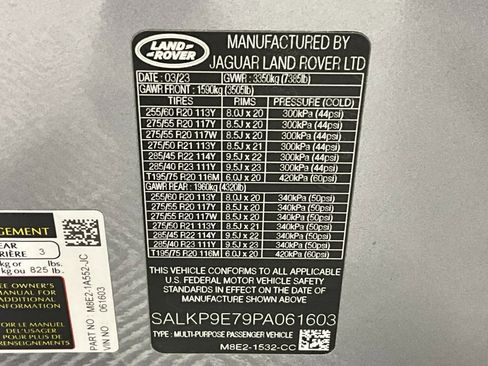 LAND-
ROVER
MANUFACTURED BY
JAGUAR LAND ROVER LTD
DATE : 03/23 GVWR : 3350kg (7385lb)
GAWR FRONT : 1590kg (3505lb)
TIRES RIMS PRESSURE (COLD)
255/60 R20 113Y 8.0J x 20 300kPa (44psi)
275/55 R20 117Y 8.5J x 20 300kPa (44psi)
275/55 R20 117W 8.5J x 20 300kPa (44psi)
275/50 R21 113Y 8.5J x 21 300kPa (44psi)
285/45 R22 114Y 9.5J x 22 300kPa (44psi)
285/40 R23 111Y 9.5J x 23 300kPa (44psi)
T195/75 R20 116M 6.0J x 20 420kPa (60psi)
GAWR REAR : 1960kg (4320lb)
255/60 R20 113Y 8.0J x 20 340kPa (50psi)
275/55 R20 117Y 8.5J x 20 340kPa (50psi)
275/55 R20 117W 8.5J x 20 340kPa (50psi)
275/50 R21 113Y 8.5J x 21 340kPa (50psi)
285/45 R22 114Y 9.5J x 22 340kPa (50psi)
285/40 R23 111Y 9.5J x 23 340kPa (50psi)
T195/75 R20 116M 6.0J x 20 420kPa (60psi)
THIS VEHICLE CONFORMS TO ALL APPLICABLE
U.S. FEDERAL MOTOR VEHICLE SAFETY
STANDARDS IN EFFECT ON THE DATE OF
MANUFACTURE SHOWN ABOVE
SALKP9E79PA061603
TYPE : MULTI-PURPOSE PASSENGER VEHICLE
M8E2-1532-CC
GEMENT
EAR
RRIÈRE 3
or lbs.
kg ou 825 lb.
EE OWNER'S
MANUAL FOR
ADDITIONAL
INFORMATION
POUR PLUS DE
RENSEIGNEMENTS
PART No M8E2-1A552-JC
VIN NO 061603